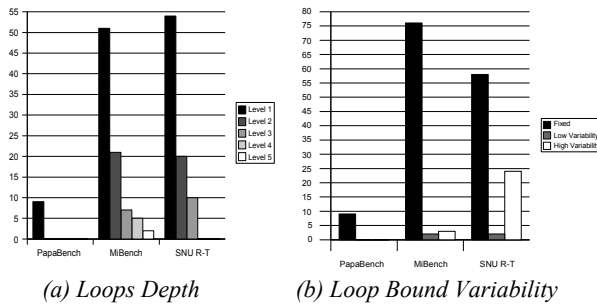 55
50
45
40
35
30
25
20
15
10
5
0
PapaBench MiBench SNU R-T
Level 1
Level 2
Level 3
Level 4
Level 5
(a) Loops Depth
80
75
70
65
60
55
50
45
40
35
30
25
20
15
10
5
0
PapaBench MiBench SNU R-T
Fixed
Low Variability
High Variability
(b) Loop Bound Variability